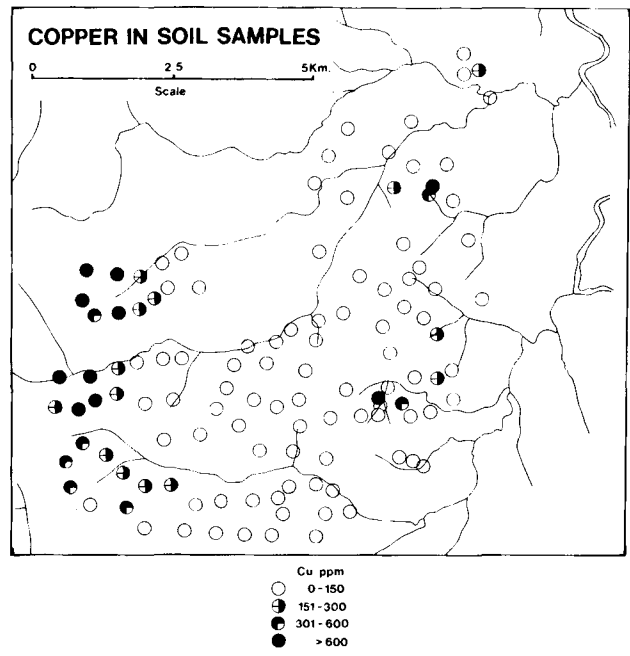 COPPER IN SOIL SAMPLES
0 2 5 5Km.
Scale
Cu ppm
0-150
151-300
301-600
>600